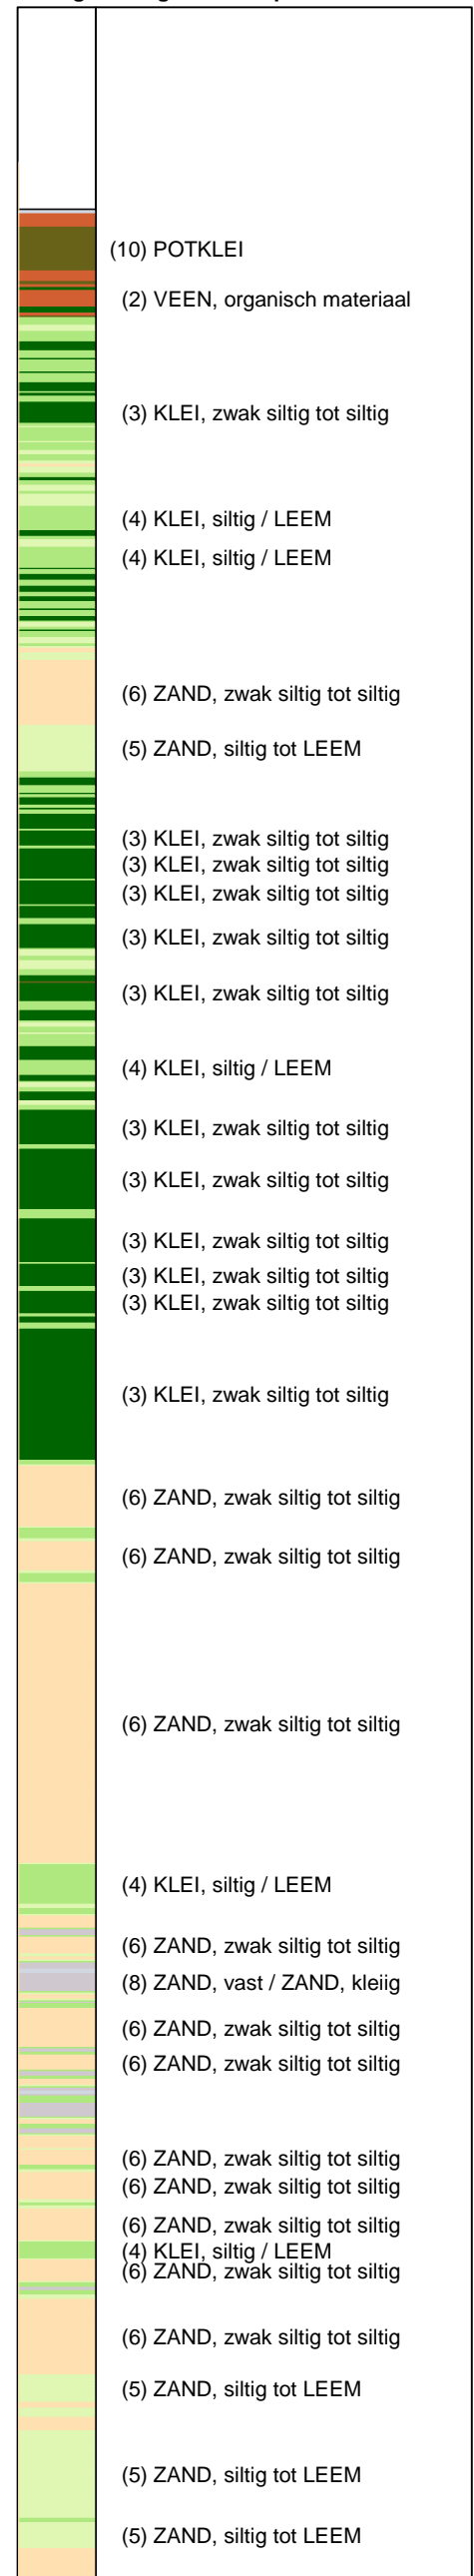 (10) POTKLEI
(2) VEEN, organisch materiaal
(3) KLEI, zwak siltig tot siltig
(4) KLEI, siltig / LEEM
(4) KLEI, siltig / LEEM
(6) ZAND, zwak siltig tot siltig
(5) ZAND, siltig tot LEEM
(3) KLEI, zwak siltig tot siltig
(3) KLEI, zwak siltig tot siltig
(3) KLEI, zwak siltig tot siltig
(3) KLEI, zwak siltig tot siltig
(3) KLEI, zwak siltig tot siltig
(4) KLEI, siltig / LEEM
(3) KLEI, zwak siltig tot siltig
(3) KLEI, zwak siltig tot siltig
(3) KLEI, zwak siltig tot siltig
(3) KLEI, zwak siltig tot siltig
(3) KLEI, zwak siltig tot siltig
(3) KLEI, zwak siltig tot siltig
(6) ZAND, zwak siltig tot siltig
(6) ZAND, zwak siltig tot siltig
(6) ZAND, zwak siltig tot siltig
(4) KLEI, siltig / LEEM
(6) ZAND, zwak siltig tot siltig
(8) ZAND, vast / ZAND, kleiig
(6) ZAND, zwak siltig tot siltig
(6) ZAND, zwak siltig tot siltig
(6) ZAND, zwak siltig tot siltig
(6) ZAND, zwak siltig tot siltig
(6) ZAND, zwak siltig tot siltig
(4) KLEI, siltig / LEEM
(6) ZAND, zwak siltig tot siltig
(6) ZAND, zwak siltig tot siltig
(5) ZAND, siltig tot LEEM
(5) ZAND, siltig tot LEEM
(5) ZAND, siltig tot LEEM